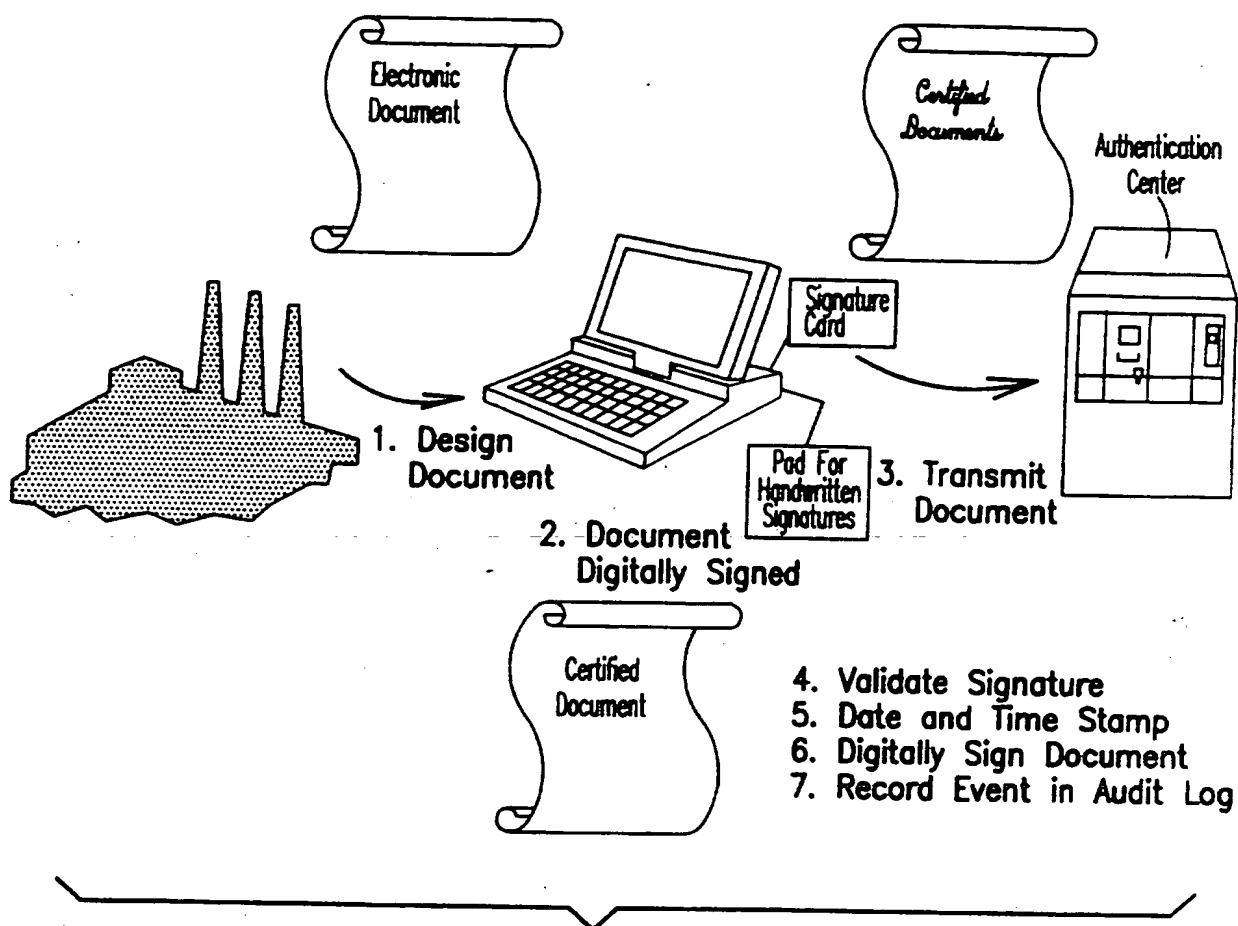 Electronic
Document
Certified
Documents
Authentication
Center
Signature
Card
1. Design
Document
Pad For
Handwritten
Signatures
3. Transmit
Document
2. Document
Digitally Signed
Certified
Document
4. Validate Signature
5. Date and Time Stamp
6. Digitally Sign Document
7. Record Event in Audit Log